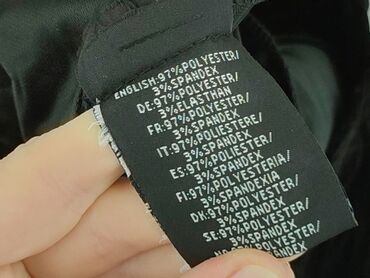 ENGLISH:97%POLYESTER/
3%SPANDEX
DE:97%POLYESTER/
3%ELASTHAN
FR:97%POLYESTER/
3%SPANDEX
IT:97%POLIESTERE/
3%SPANDEX
ES:97%POLIESTER/
3%SPANDEX
FI:97%POLYESTERIA/
3%SPANDEXIA
DK:97%POLYESTER/
3%SPANDEX
SE:97%POLYESTER/
3%SPANDEX